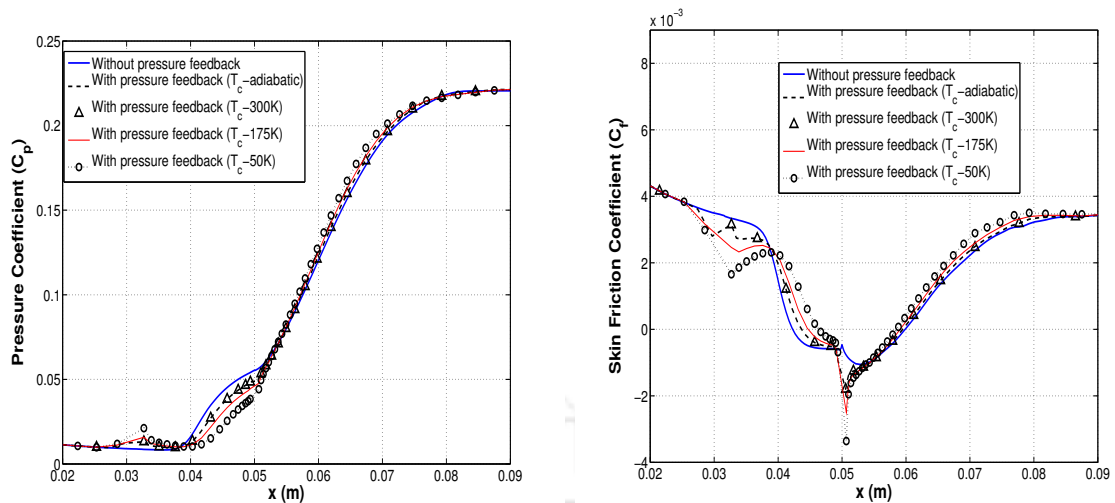 0.25
0.2
0.15
0.1
0.05
0
0.02 0.03 0.04 0.05 0.06 0.07 0.08 0.09
x (m)
Pressure Coefficient (C_p)
Without pressure feedback
With pressure feedback (T_c-adiabatic)
With pressure feedback (T_c-300K)
With pressure feedback (T_c-175K)
With pressure feedback (T_c-50K)
x 10^-3
8
6
4
2
0
-2
-4
0.02 0.03 0.04 0.05 0.06 0.07 0.08 0.09
x (m)
Skin Friction Coefficient (C_f)
Without pressure feedback
With pressure feedback (T_c-adiabatic)
With pressure feedback (T_c-300K)
With pressure feedback (T_c-175K)
With pressure feedback (T_c-50K)